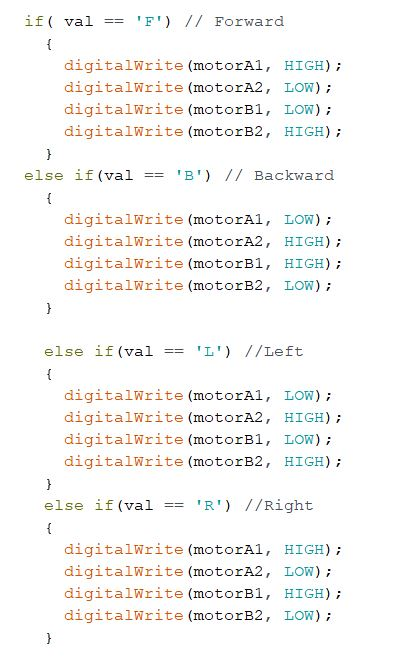 if( val == 'F') // Forward
{
digitalWrite(motorA1, HIGH);
digitalWrite(motorA2, LOW);
digitalWrite(motorB1, LOW);
digitalWrite(motorB2, HIGH);
}
else if(val == 'B') // Backward
{
digitalWrite(motorA1, LOW);
digitalWrite(motorA2, HIGH);
digitalWrite(motorB1, HIGH);
digitalWrite(motorB2, LOW);
}
else if(val == 'L') //Left
{
digitalWrite(motorA1, LOW);
digitalWrite(motorA2, HIGH);
digitalWrite(motorB1, LOW);
digitalWrite(motorB2, HIGH);
}
else if(val == 'R') //Right
{
digitalWrite(motorA1, HIGH);
digitalWrite(motorA2, LOW);
digitalWrite(motorB1, HIGH);
digitalWrite(motorB2, LOW);
}